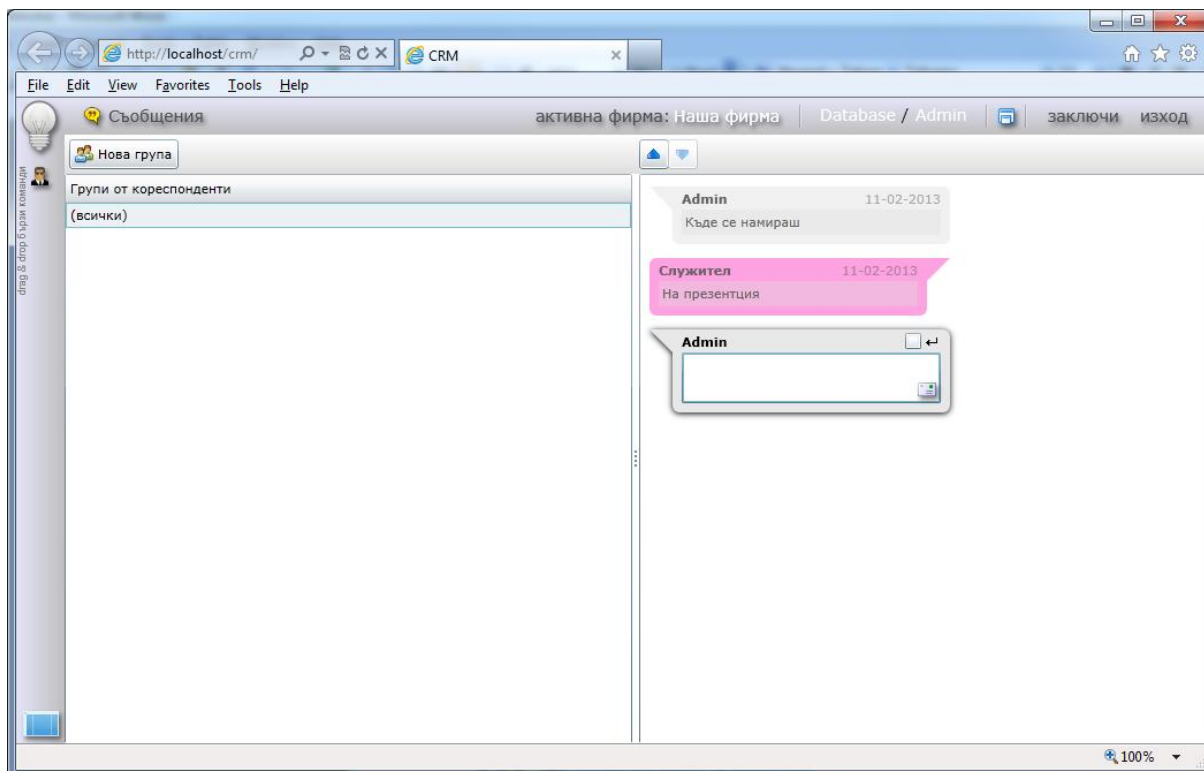 http://localhost/crm/
CRM
File Edit View Favorites Tools Help
Съобщения
активна фирма: Наша фирма
Database / Admin
заключи
изход
Нова група
drag & drop бързи команди
Групи от кореспонденти
(всички)
Admin 11-02-2013
Къде се намираш
Служител 11-02-2013
На презентция
Admin
100%